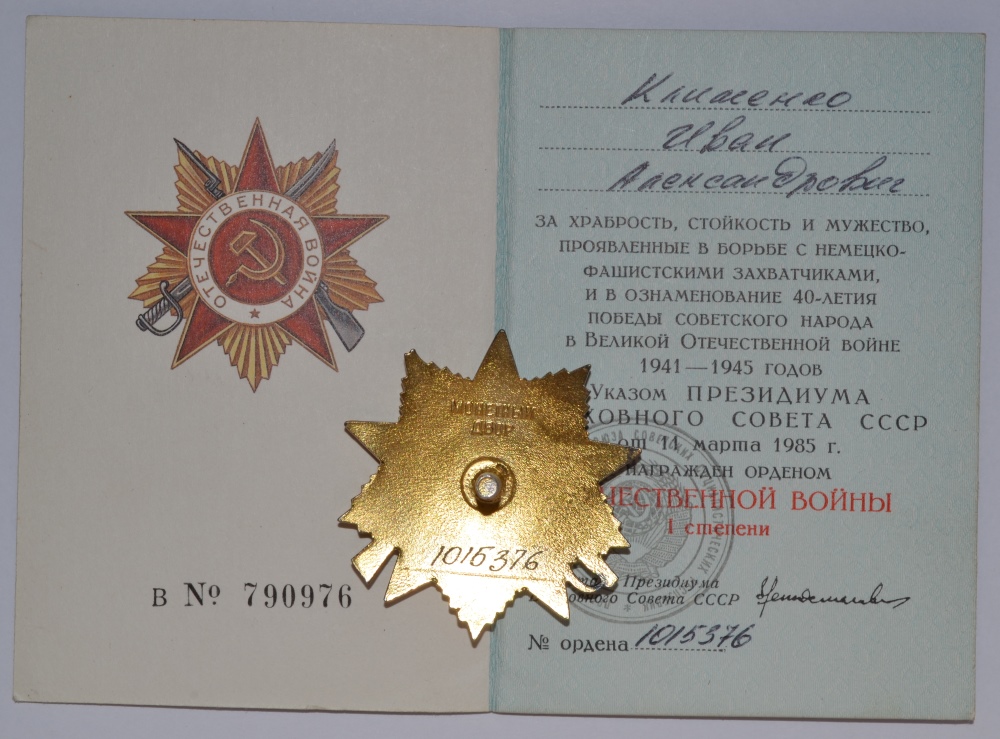 ОТЕЧЕСТВЕННАЯ ВОЙНА
В № 790976
Клименко
Иван
Александрович
ЗА ХРАБРОСТЬ, СТОЙКОСТЬ И МУЖЕСТВО,
ПРОЯВЛЕННЫЕ В БОРЬБЕ С НЕМЕЦКО-
ФАШИСТСКИМИ ЗАХВАТЧИКАМИ,
И В ОЗНАМЕНОВАНИЕ 40-ЛЕТИЯ
ПОБЕДЫ СОВЕТСКОГО НАРОДА
В ВЕЛИКОЙ ОТЕЧЕСТВЕННОЙ ВОЙНЕ
1941—1945 ГОДОВ
УКАЗОМ ПРЕЗИДИУМА
ХОВНОГО СОВЕТА СССР
от 11 марта 1985 г.
НАГРАЖДЕН ОРДЕНОМ
ЧЕСТВЕННОЙ ВОЙНЫ
I степени
Президиума
Совета СССР
№ ордена 1015376
МОНЕТНЫЙ
ДВОР
1015376